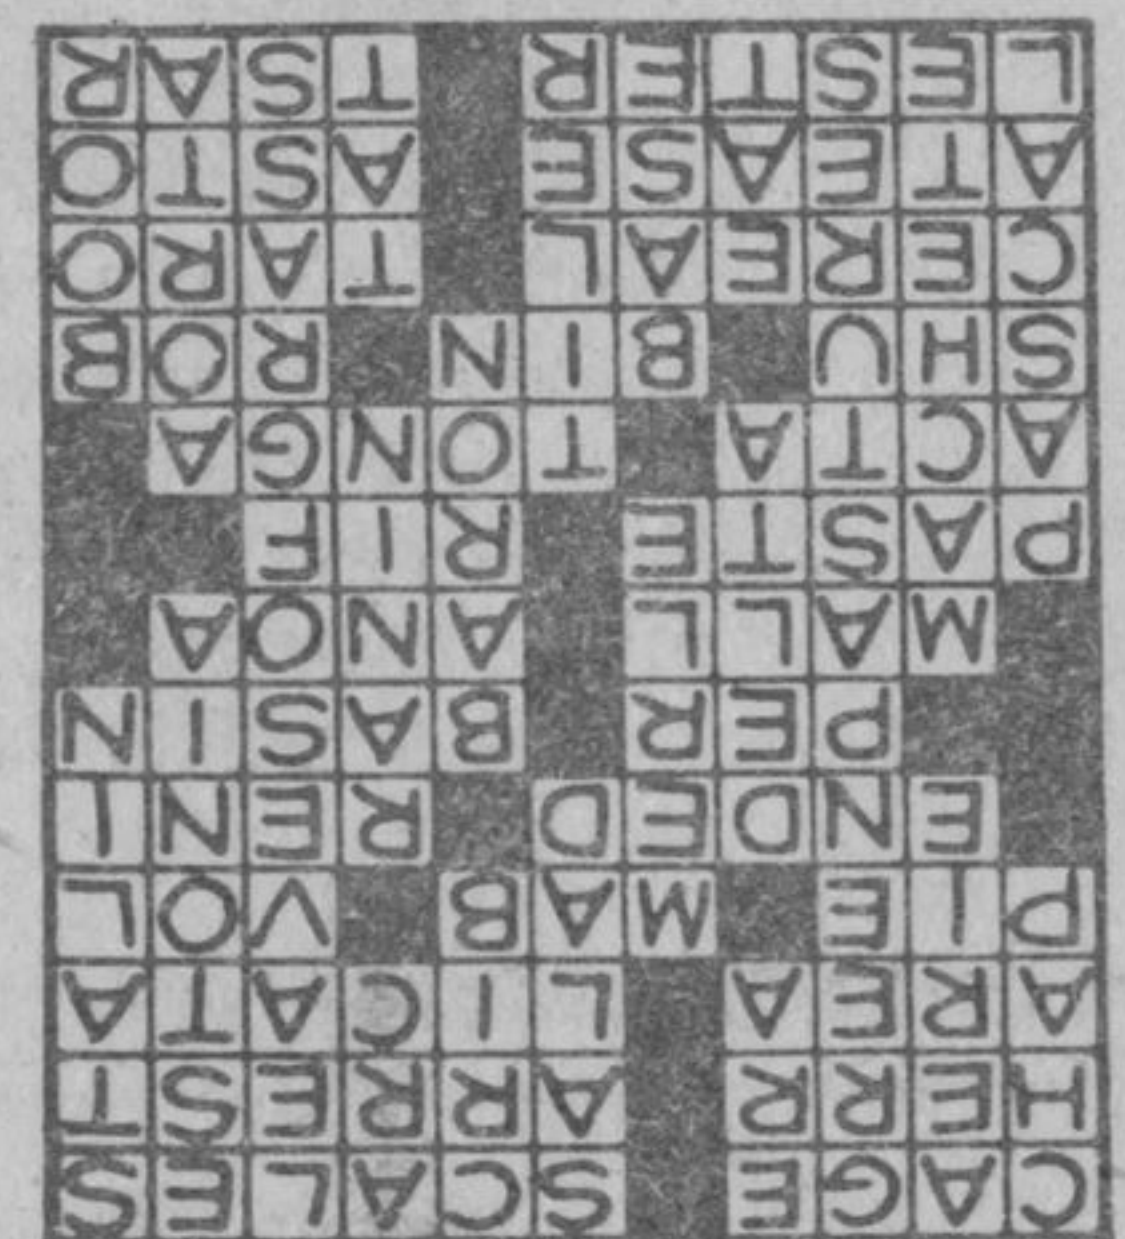 CAGE SCALES
HERR ARREST
AREA LICATA
PIE MAB VOL
ENDED RENI
PER BASIN
MALL ANOA
PASTE RIF
ACTA TONGA
SHU BIN ROB
CEREAL TARO
ATEASE ASTO
LESTER TSAR